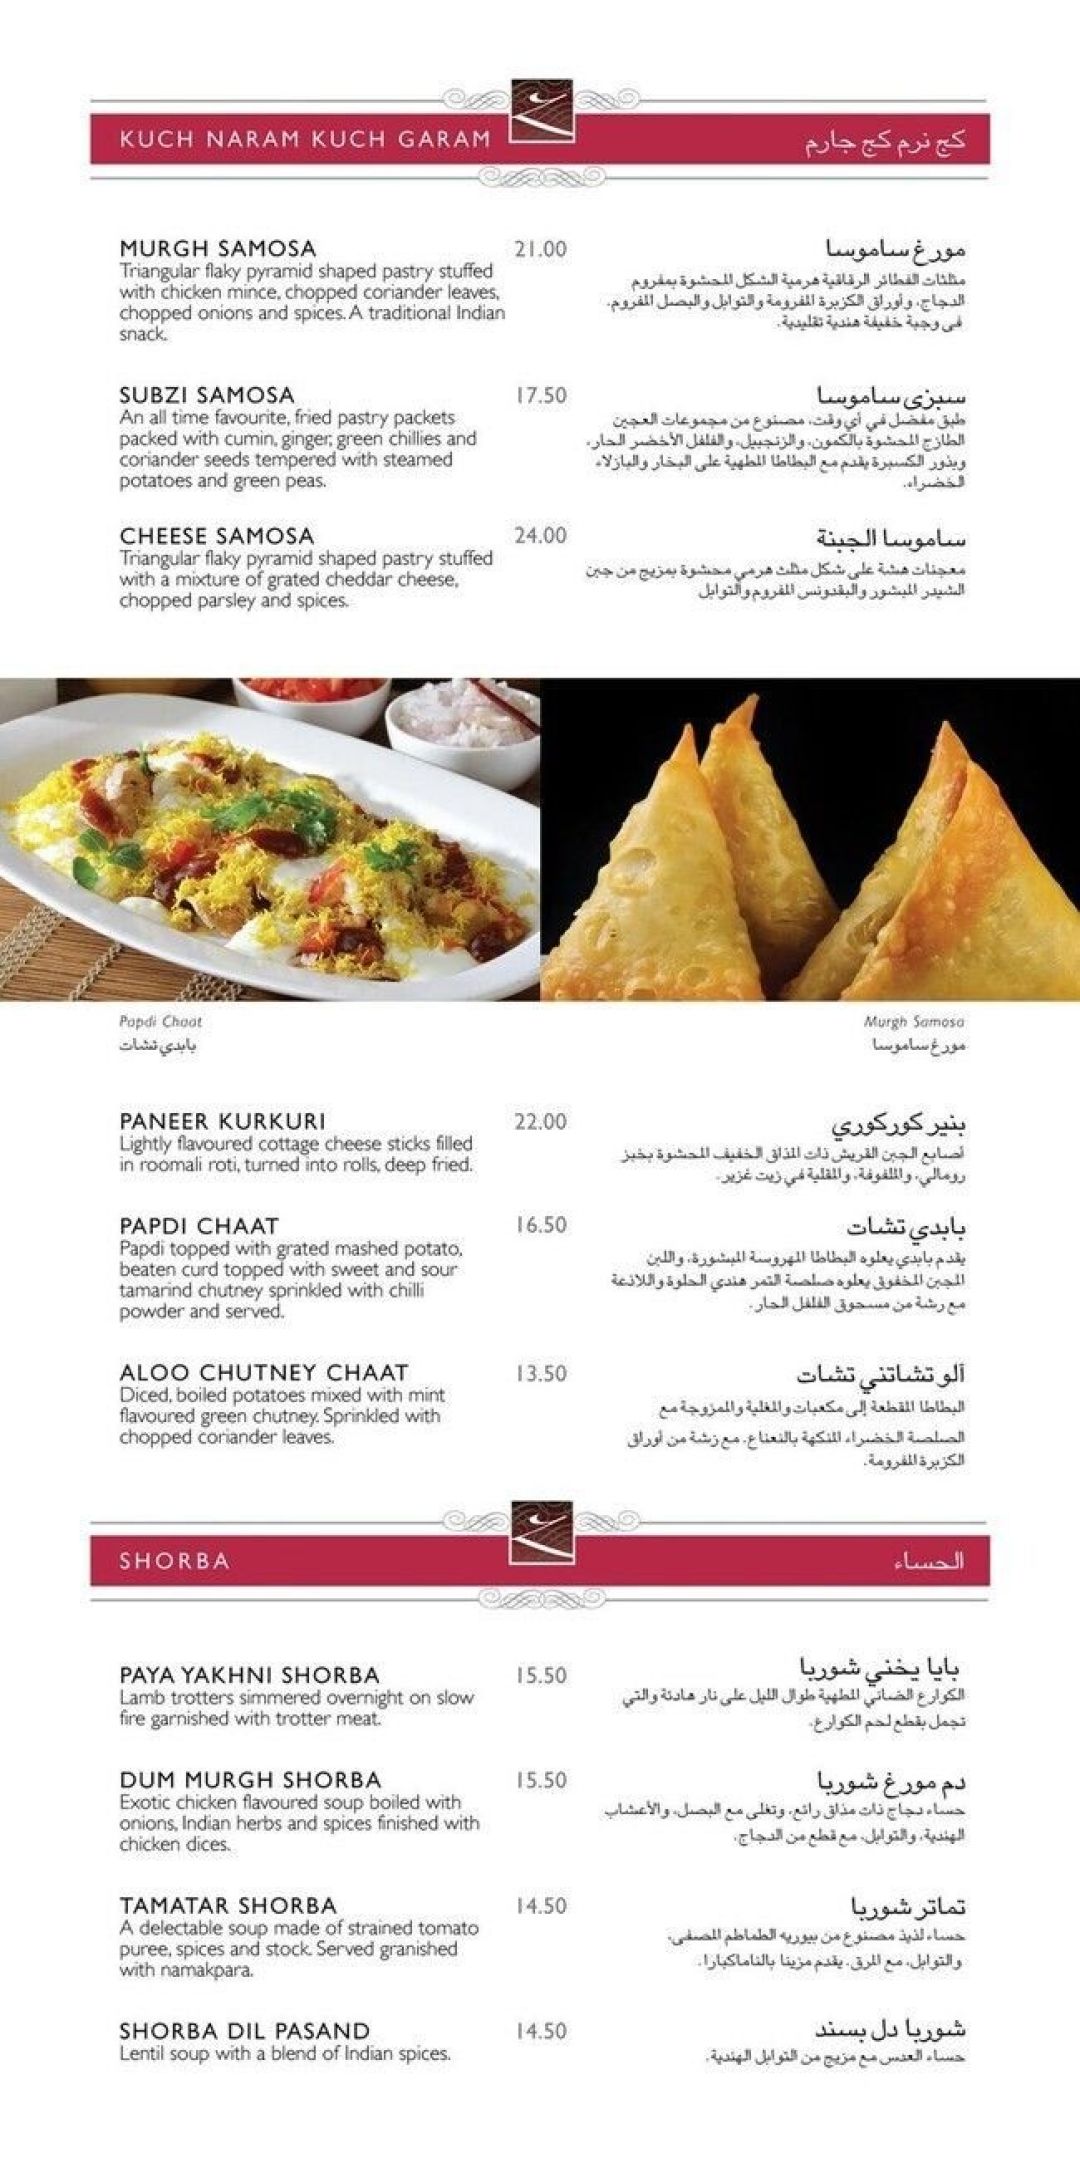 KUCH NARAM KUCH GARAM
كج نرم كج جارم
MURGH SAMOSA 21.00
Triangular flaky pyramid shaped pastry stuffed
with chicken mince, chopped coriander leaves,
chopped onions and spices. A traditional Indian
snack.
مورغ ساموسا
مثلثات الفطائر الرقاقية هرمية الشكل المحشوة بمفروم
الدجاج، وأوراق الكزبرة المفرومة والتوابل والبصل المفروم.
فى وجبة خفيفة هندية تقليدية.
SUBZI SAMOSA 17.50
An all time favourite, fried pastry packets
packed with cumin, ginger, green chillies and
coriander seeds tempered with steamed
potatoes and green peas.
سبزى ساموسا
طبق مفضل في أي وقت، مصنوع من مجموعات العجين
الطازج المحشوة بالكمون، والزنجبيل، والفلفل الأخضر الحار،
وبذور الكسبرة يقدم مع البطاطا المطهية على البخار والبازلاء
الخضراء.
CHEESE SAMOSA 24.00
Triangular flaky pyramid shaped pastry stuffed
with a mixture of grated cheddar cheese,
chopped parsley and spices.
ساموسا الجبنة
معجنات هشة على شكل مثلث هرمي محشوة بمزيج من جبن
الشيدر المبشور والبقدونس المفروم والتوابل
Papdi Chaat
بابدي تشات
Murgh Samosa
مورغ ساموسا
PANEER KURKURI 22.00
Lightly flavoured cottage cheese sticks filled
in roomali roti, turned into rolls, deep fried.
بنير كوركوري
أصابع الجبن القريش ذات المذاق الخفيف المحشوة بخبز
رومالي، والملفوفة، والمقلية في زيت غزير.
PAPDI CHAAT 16.50
Papdi topped with grated mashed potato,
beaten curd topped with sweet and sour
tamarind chutney sprinkled with chilli
powder and served.
بابدي تشات
يقدم بابدي يعلوه البطاطا المهروسة المبشورة، واللبن
المجبن المخفوق يعلوه صلصة التمر هندي الحلوة واللاذعة
مع رشة من مسحوق الفلفل الحار.
ALOO CHUTNEY CHAAT 13.50
Diced, boiled potatoes mixed with mint
flavoured green chutney. Sprinkled with
chopped coriander leaves.
ألو تشاتني تشات
البطاطا المقطعة إلى مكعبات والمغلية والممزوجة مع
الصلصة الخضراء المنكهة بالنعناع. مع رشة من أوراق
الكزبرة المفرومة.
SHORBA
الحساء
PAYA YAKHNI SHORBA 15.50
Lamb trotters simmered overnight on slow
fire garnished with trotter meat.
بايا يخني شوربا
الكوارع الضاني المطهية طوال الليل على نار هادئة والتي
تجمل بقطع لحم الكوارع.
DUM MURGH SHORBA 15.50
Exotic chicken flavoured soup boiled with
onions, Indian herbs and spices finished with
chicken dices.
دم مورغ شوربا
حساء دجاج ذات مذاق رائع، وتغلى مع البصل، والأعشاب
الهندية، والتوابل، مع قطع من الدجاج.
TAMATAR SHORBA 14.50
A delectable soup made of strained tomato
puree, spices and stock. Served granished
with namakpara.
تماتر شوربا
حساء لذيذ مصنوع من بيوريه الطماطم المصفى،
والتوابل، مع المرق. يقدم مزينا بالناماكبارا.
SHORBA DIL PASAND 14.50
Lentil soup with a blend of Indian spices.
شوربا دل بسند
حساء العدس مع مزيج من التوابل الهندية.